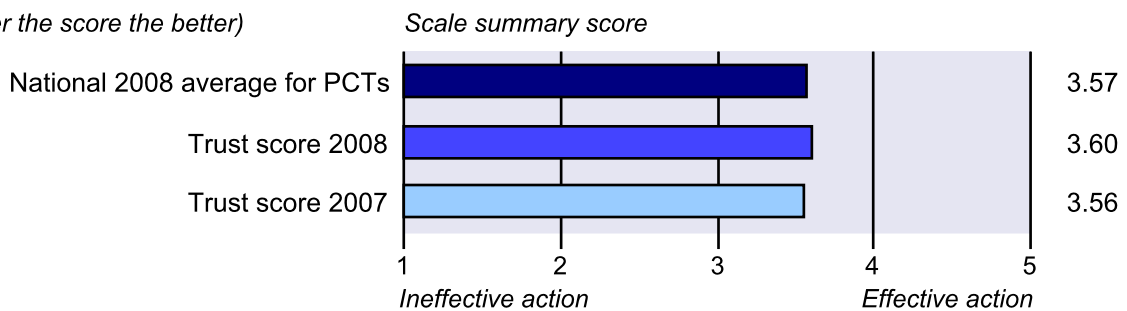 the score the better)
Scale summary score
National 2008 average for PCTs 3.57
Trust score 2008 3.60
Trust score 2007 3.56
1 2 3 4 5
Ineffective action Effective action